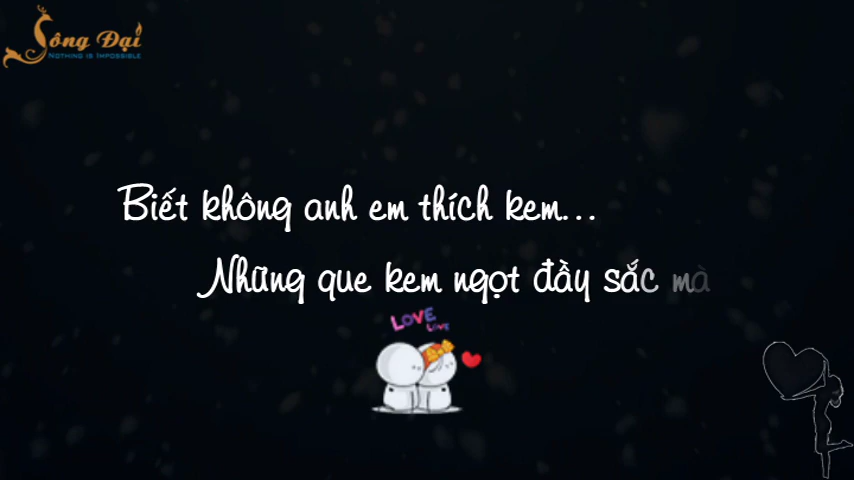 Sông Đại
NOTHING IS IMPOSSIBLE
Biết không anh em thích kem...
Những que kem ngọt đầy sắc mà
LOVE
LOVE